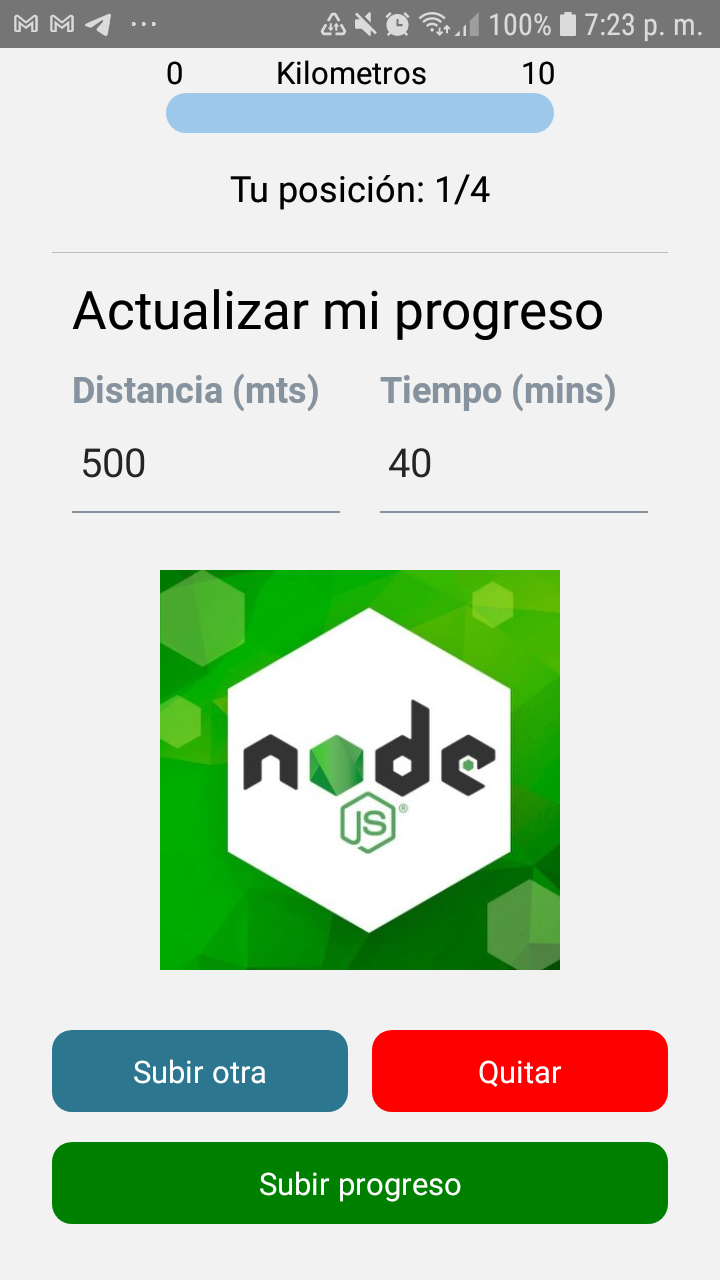 100% 7:23 p. m.
0 Kilometros 10
Tu posición: 1/4
Actualizar mi progreso
Distancia (mts) Tiempo (mins)
500 40
node
JS®
Subir otra Quitar
Subir progreso